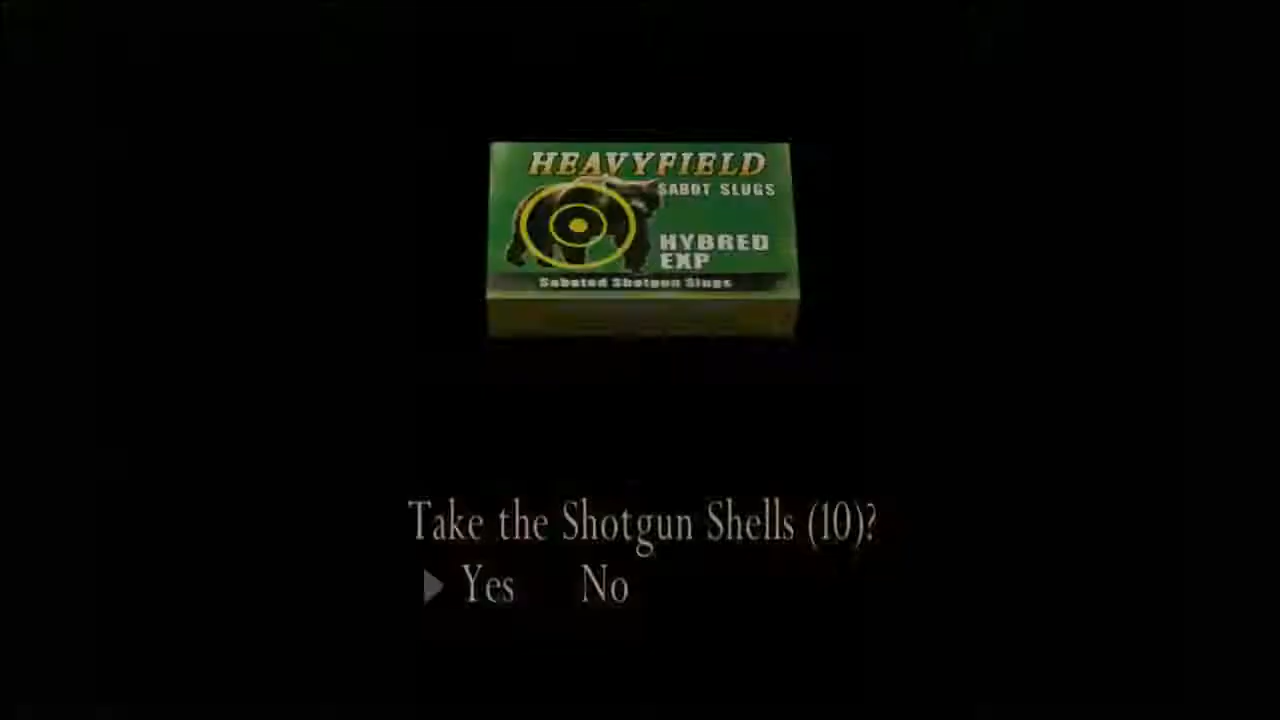 HEAVYFIELD
SABOT SLUGS
HYBRED
EXP
Saboted Shotgun Slugs
Take the Shotgun Shells (10)?
Yes No